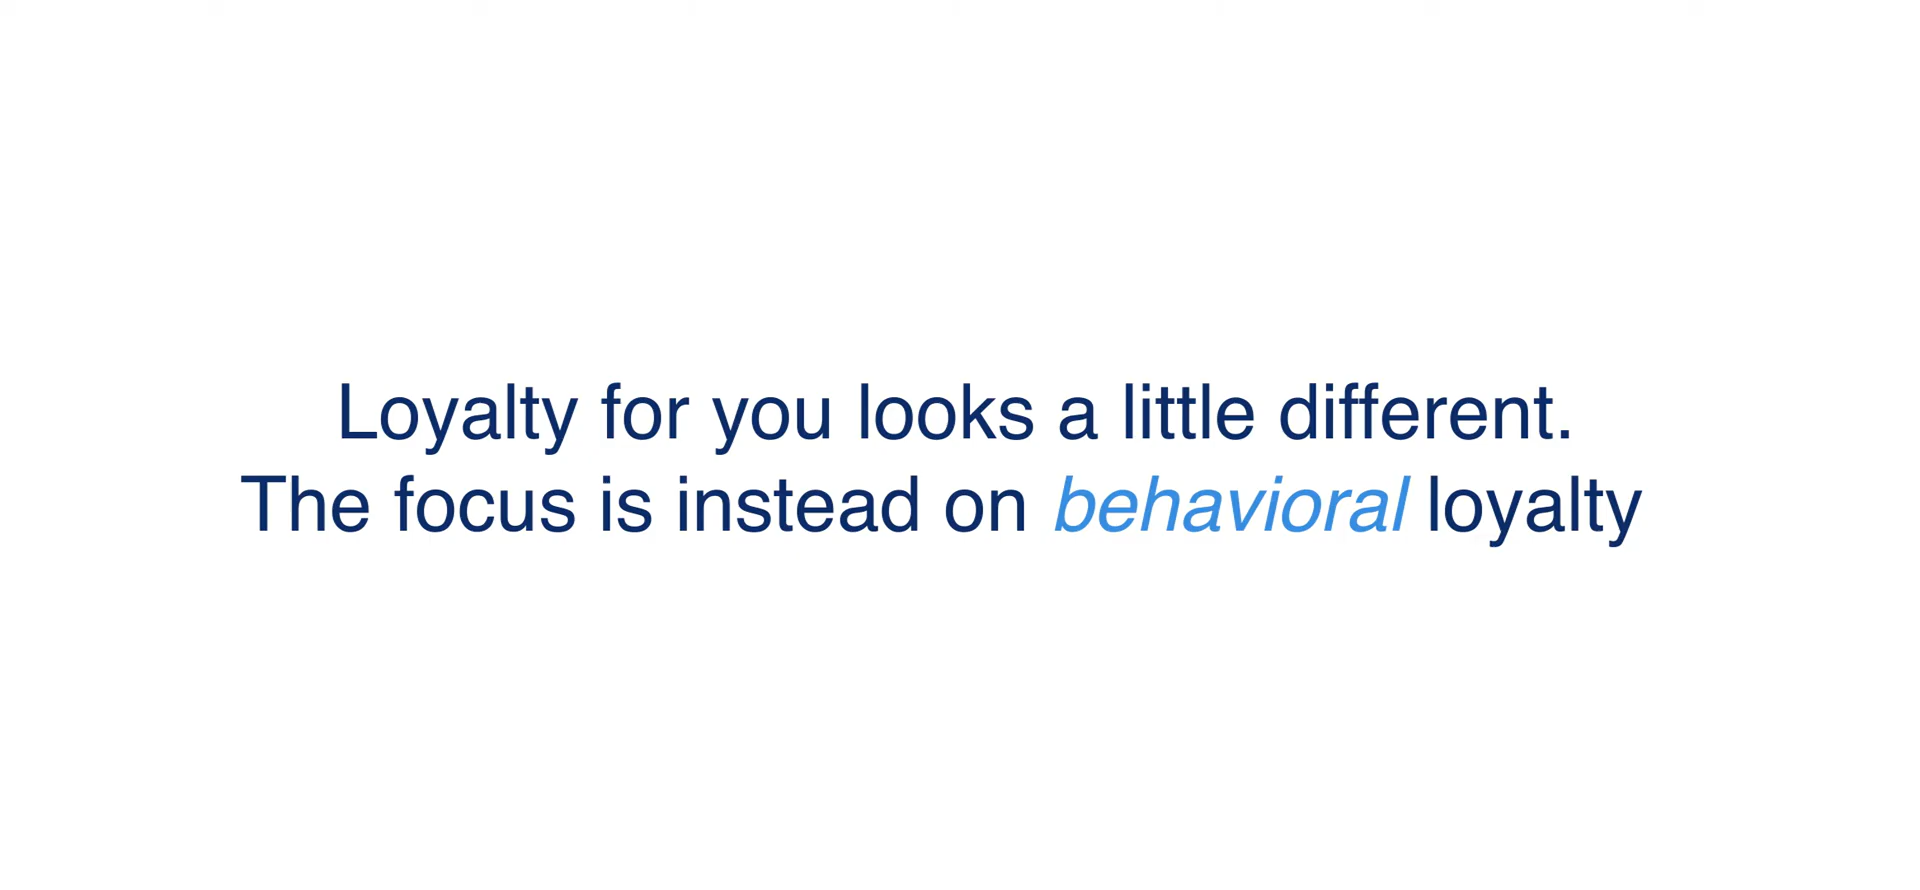 Loyalty for you looks a little different.
The focus is instead on behavioral loyalty